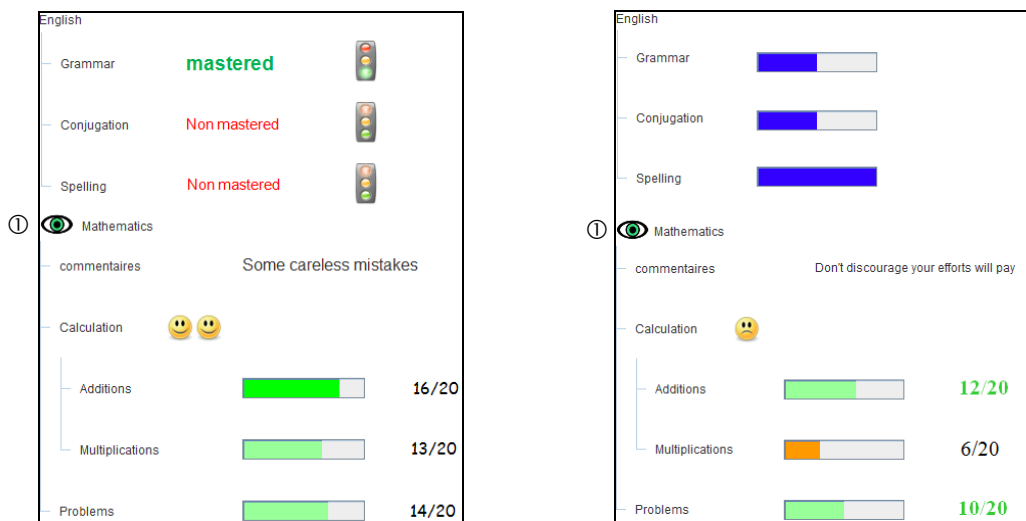 English
Grammar mastered
Conjugation Non mastered
Spelling Non mastered
① Mathematics
commentaires Some careless mistakes
Calculation
Additions 16/20
Multiplications 13/20
Problems 14/20
English
Grammar
Conjugation
Spelling
① Mathematics
commentaires Don't discourage your efforts will pay
Calculation
Additions 12/20
Multiplications 6/20
Problems 10/20